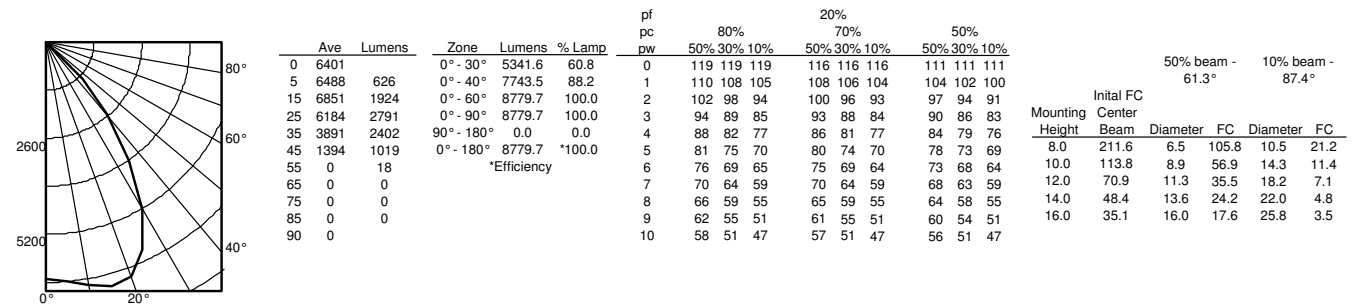 80°
60°
40°
20°
0°
2600
5200
Ave Lumens
0 6401
5 6488 626
15 6851 1924
25 6184 2791
35 3891 2402
45 1394 1019
55 0 18
65 0 0
75 0 0
85 0 0
90 0
Zone Lumens % Lamp
0° - 30° 5341.6 60.8
0° - 40° 7743.5 88.2
0° - 60° 8779.7 100.0
0° - 90° 8779.7 100.0
90° - 180° 0.0 0.0
0° - 180° 8779.7 *100.0
*Efficiency
pf 20%
pc 80% 70% 50%
pw 50% 30% 10% 50% 30% 10% 50% 30% 10%
0 119 119 119 116 116 116 111 111 111
1 110 108 105 108 106 104 104 102 100
2 102 98 94 100 96 93 97 94 91
3 94 89 85 93 88 84 90 86 83
4 88 82 77 86 81 77 84 79 76
5 81 75 70 80 74 70 78 73 69
6 76 69 65 75 69 64 73 68 64
7 70 64 59 70 64 59 68 63 59
8 66 59 55 65 59 55 64 58 55
9 62 55 51 61 55 51 60 54 51
10 58 51 47 57 51 47 56 51 47
50% beam - 10% beam -
61.3° 87.4°
Inital FC
Mounting Center
Height Beam Diameter FC Diameter FC
8.0 211.6 6.5 105.8 10.5 21.2
10.0 113.8 8.9 56.9 14.3 11.4
12.0 70.9 11.3 35.5 18.2 7.1
14.0 48.4 13.6 24.2 22.0 4.8
16.0 35.1 16.0 17.6 25.8 3.5